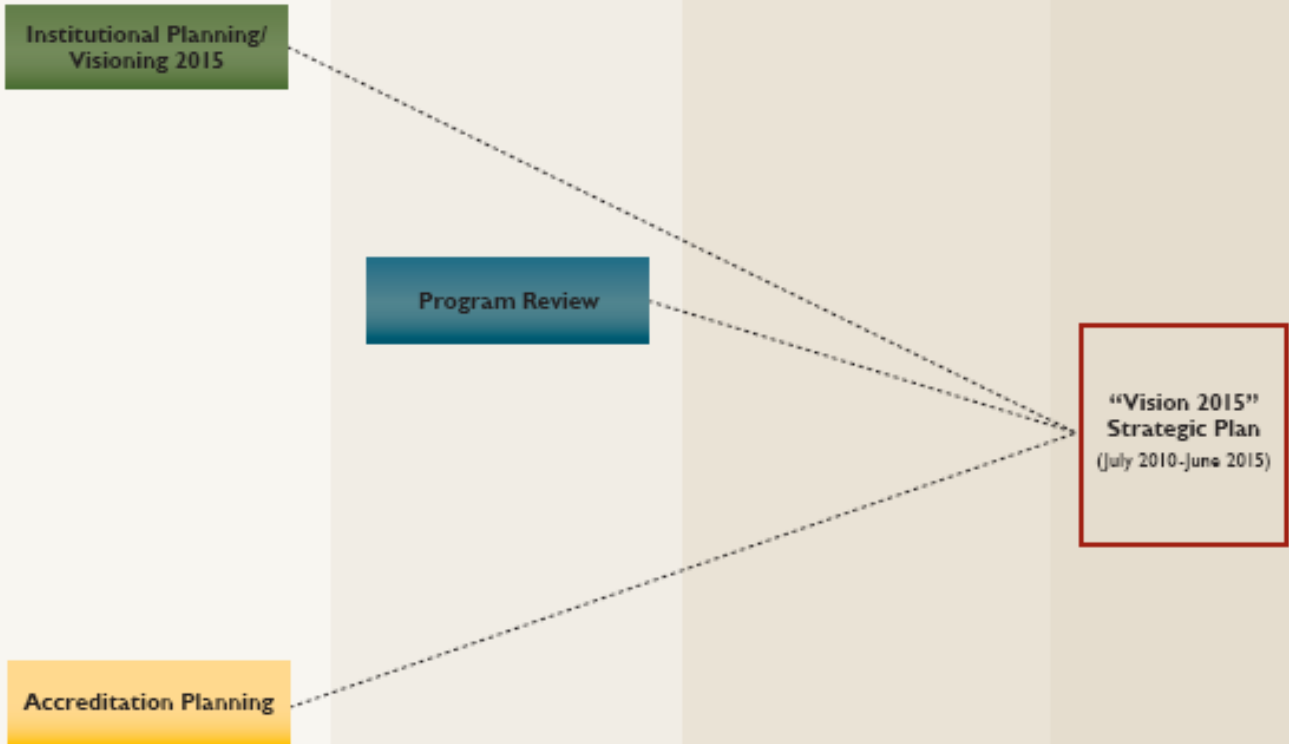 Institutional Planning/
Visioning 2015
Program Review
“Vision 2015”
Strategic Plan
(July 2010-June 2015)
Accreditation Planning